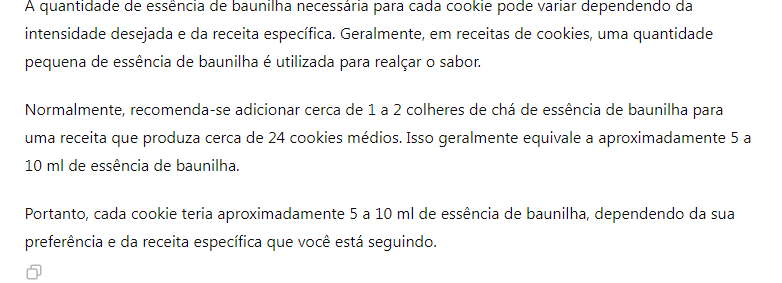 A quantidade de essência de baunilha necessária para cada cookie pode variar dependendo da
intensidade desejada e da receita específica. Geralmente, em receitas de cookies, uma quantidade
pequena de essência de baunilha é utilizada para realçar o sabor.
Normalmente, recomenda-se adicionar cerca de 1 a 2 colheres de chá de essência de baunilha para
uma receita que produza cerca de 24 cookies médios. Isso geralmente equivale a aproximadamente 5 a
10 ml de essência de baunilha.
Portanto, cada cookie teria aproximadamente 5 a 10 ml de essência de baunilha, dependendo da sua
preferência e da receita específica que você está seguindo.